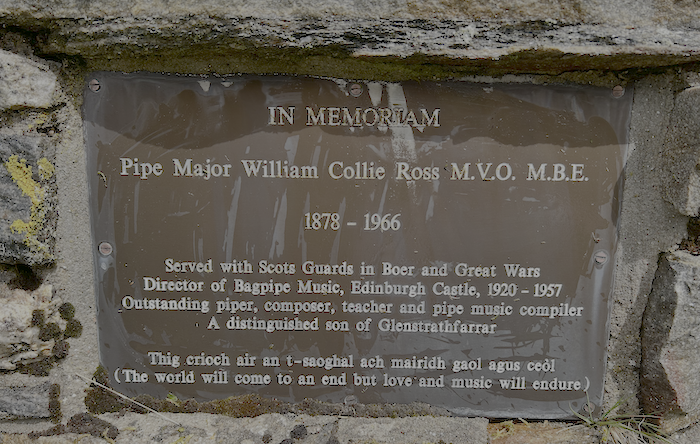 IN MEMORIAM
Pipe Major William Collie Ross M.V.O. M.B.E.
1878 - 1966
Served with Scots Guards in Boer and Great Wars
Director of Bagpipe Music, Edinburgh Castle, 1920 - 1957
Outstanding piper, composer, teacher and pipe music compiler
A distinguished son of Glenstrathfarrar
Thig crioch air an t-saoghal ach mairidh gaol agus ceòl
(The world will come to an end but love and music will endure)